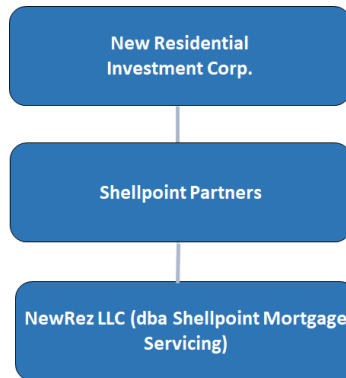 New Residential
Investment Corp.
Shellpoint Partners
NewRez LLC (dba Shellpoint Mortgage
Servicing)